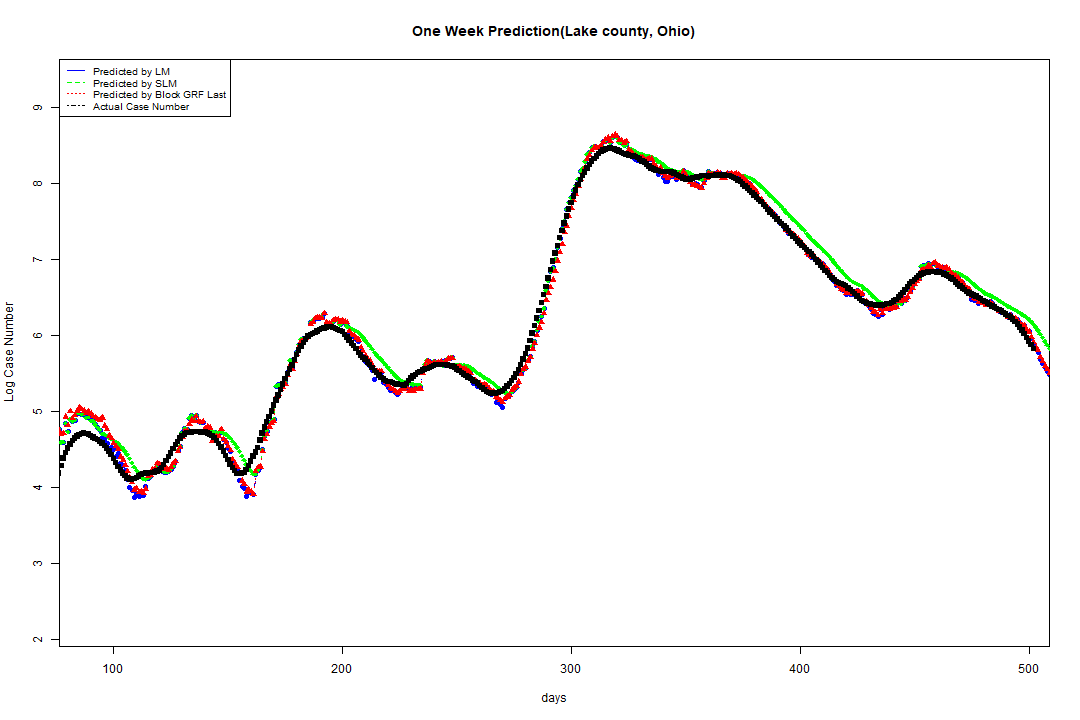 One Week Prediction(Lake county, Ohio)
Predicted by LM
Predicted by SLM
Predicted by Block GRF Last
Actual Case Number
9
8
7
6
5
4
3
2
Log Case Number
100 200 300 400 500
days